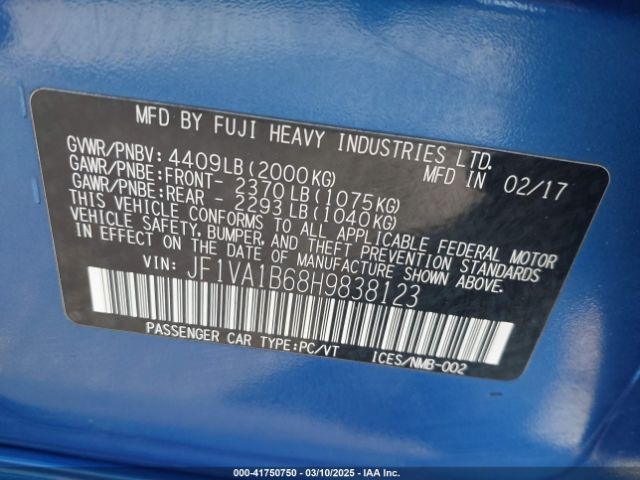 MFD BY FUJI HEAVY INDUSTRIES LTD.
GVWR/PNBV: 4409LB(2000KG) MFD IN 02/17
GAWR/PNBE:FRONT- 2370LB(1075KG)
GAWR/PNBE:REAR - 2293LB(1040KG)
THIS VEHICLE CONFORMS TO ALL APPLICABLE FEDERAL MOTOR
VEHICLE SAFETY, BUMPER, AND THEFT PREVENTION STANDARDS
IN EFFECT ON THE DATE OF MANUFACTURE SHOWN ABOVE.
VIN: JF1VA1B68H9838123
PASSENGER CAR TYPE:PC/VT ICES/NMB-002
002-41750750 - 03/10/2025 - IAA Inc.